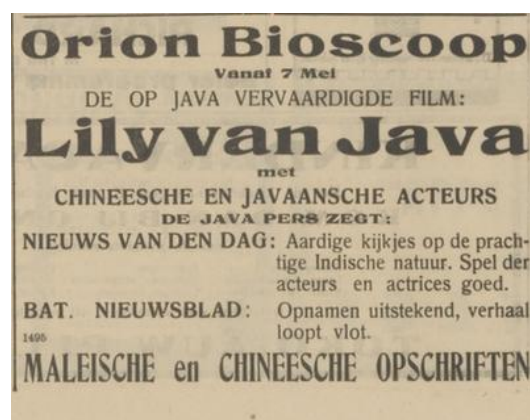 Orion Bioscoop
Vanaf 7 Mei
DE OP JAVA VERVAARDIGDE FILM:
Lily van Java
met
CHINEESCHE EN JAVAANSCHE ACTEURS
DE JAVA PERS ZEGT:
NIEUWS VAN DEN DAG: Aardige kijkjes op de prach-
tige Indische natuur. Spel der
acteurs en actrices goed.
BAT. NIEUWSBLAD: Opnamen uitstekend, verhaal
1495 loopt vlot.
MALEISCHE en CHINEESCHE OPSCHRIFTEN